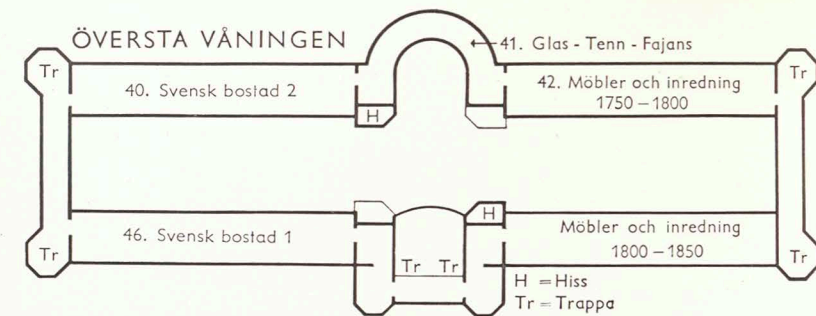 ÖVERSTA VÅNINGEN
41. Glas - Tenn - Fajans
Tr
Tr
40. Svensk bostad 2
42. Möbler och inredning
1750 – 1800
H
H
46. Svensk bostad 1
Möbler och inredning
1800 – 1850
Tr
Tr
Tr Tr
H = Hiss
Tr = Trappa